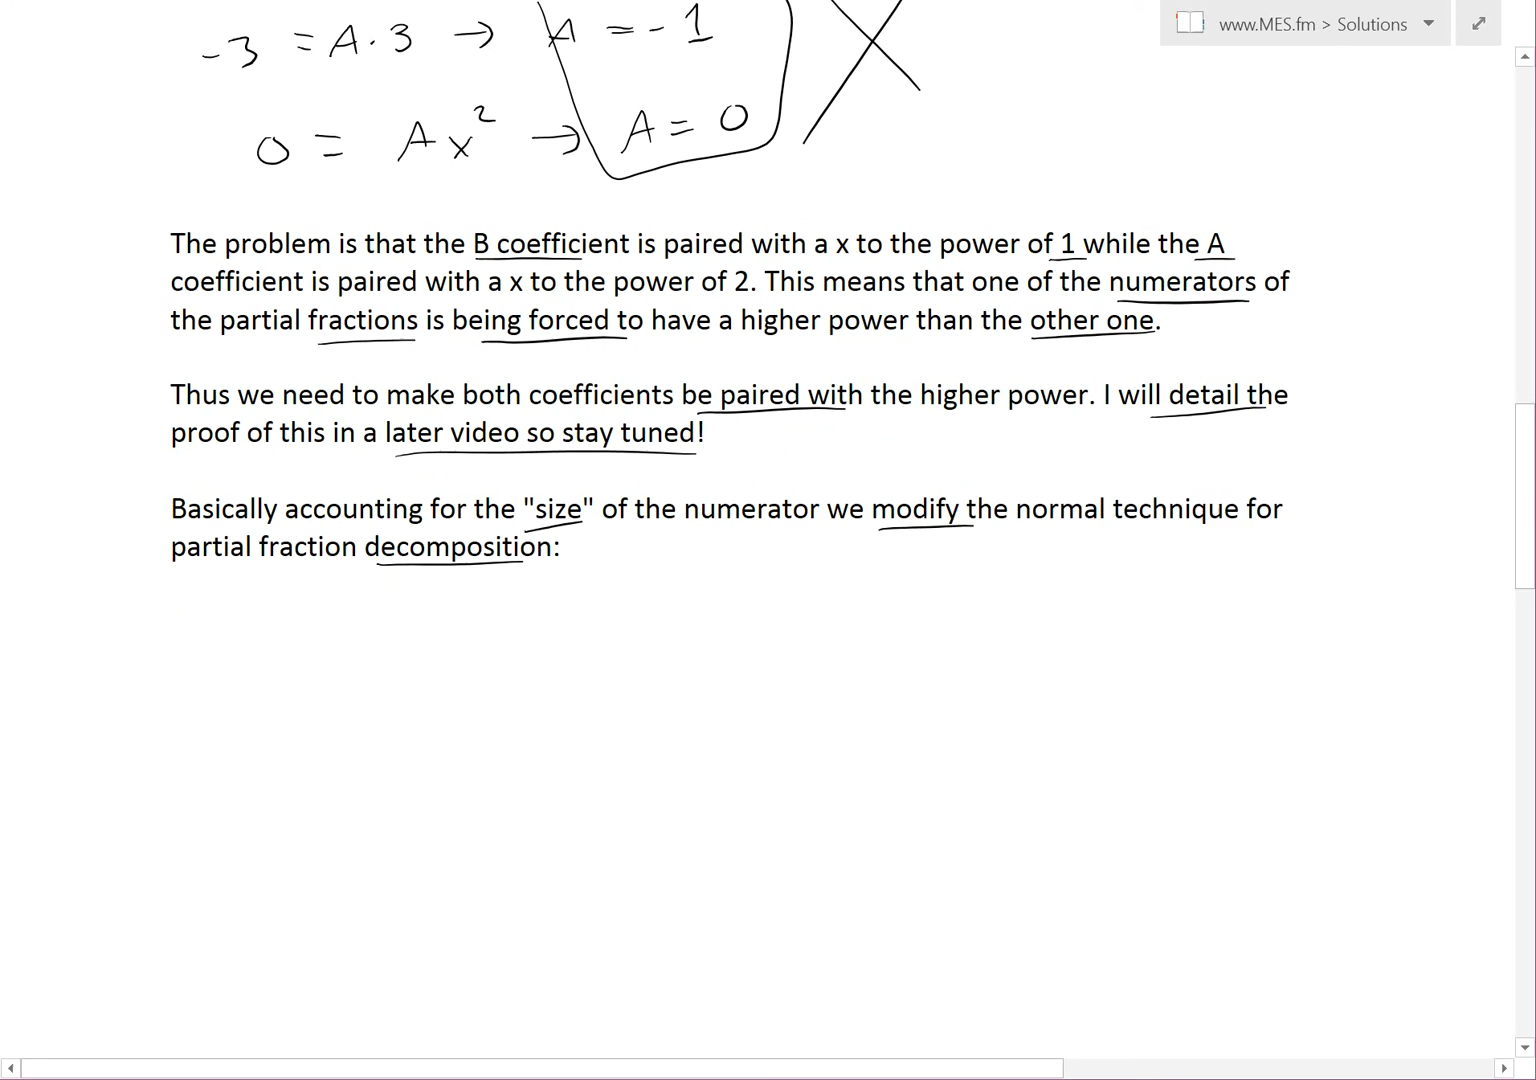 www.MES.fm > Solutions
-3 = A · 3 → A = -1
0 = Ax² → A = 0
The problem is that the B coefficient is paired with a x to the power of 1 while the A
coefficient is paired with a x to the power of 2. This means that one of the numerators of
the partial fractions is being forced to have a higher power than the other one.
Thus we need to make both coefficients be paired with the higher power. I will detail the
proof of this in a later video so stay tuned!
Basically accounting for the "size" of the numerator we modify the normal technique for
partial fraction decomposition: